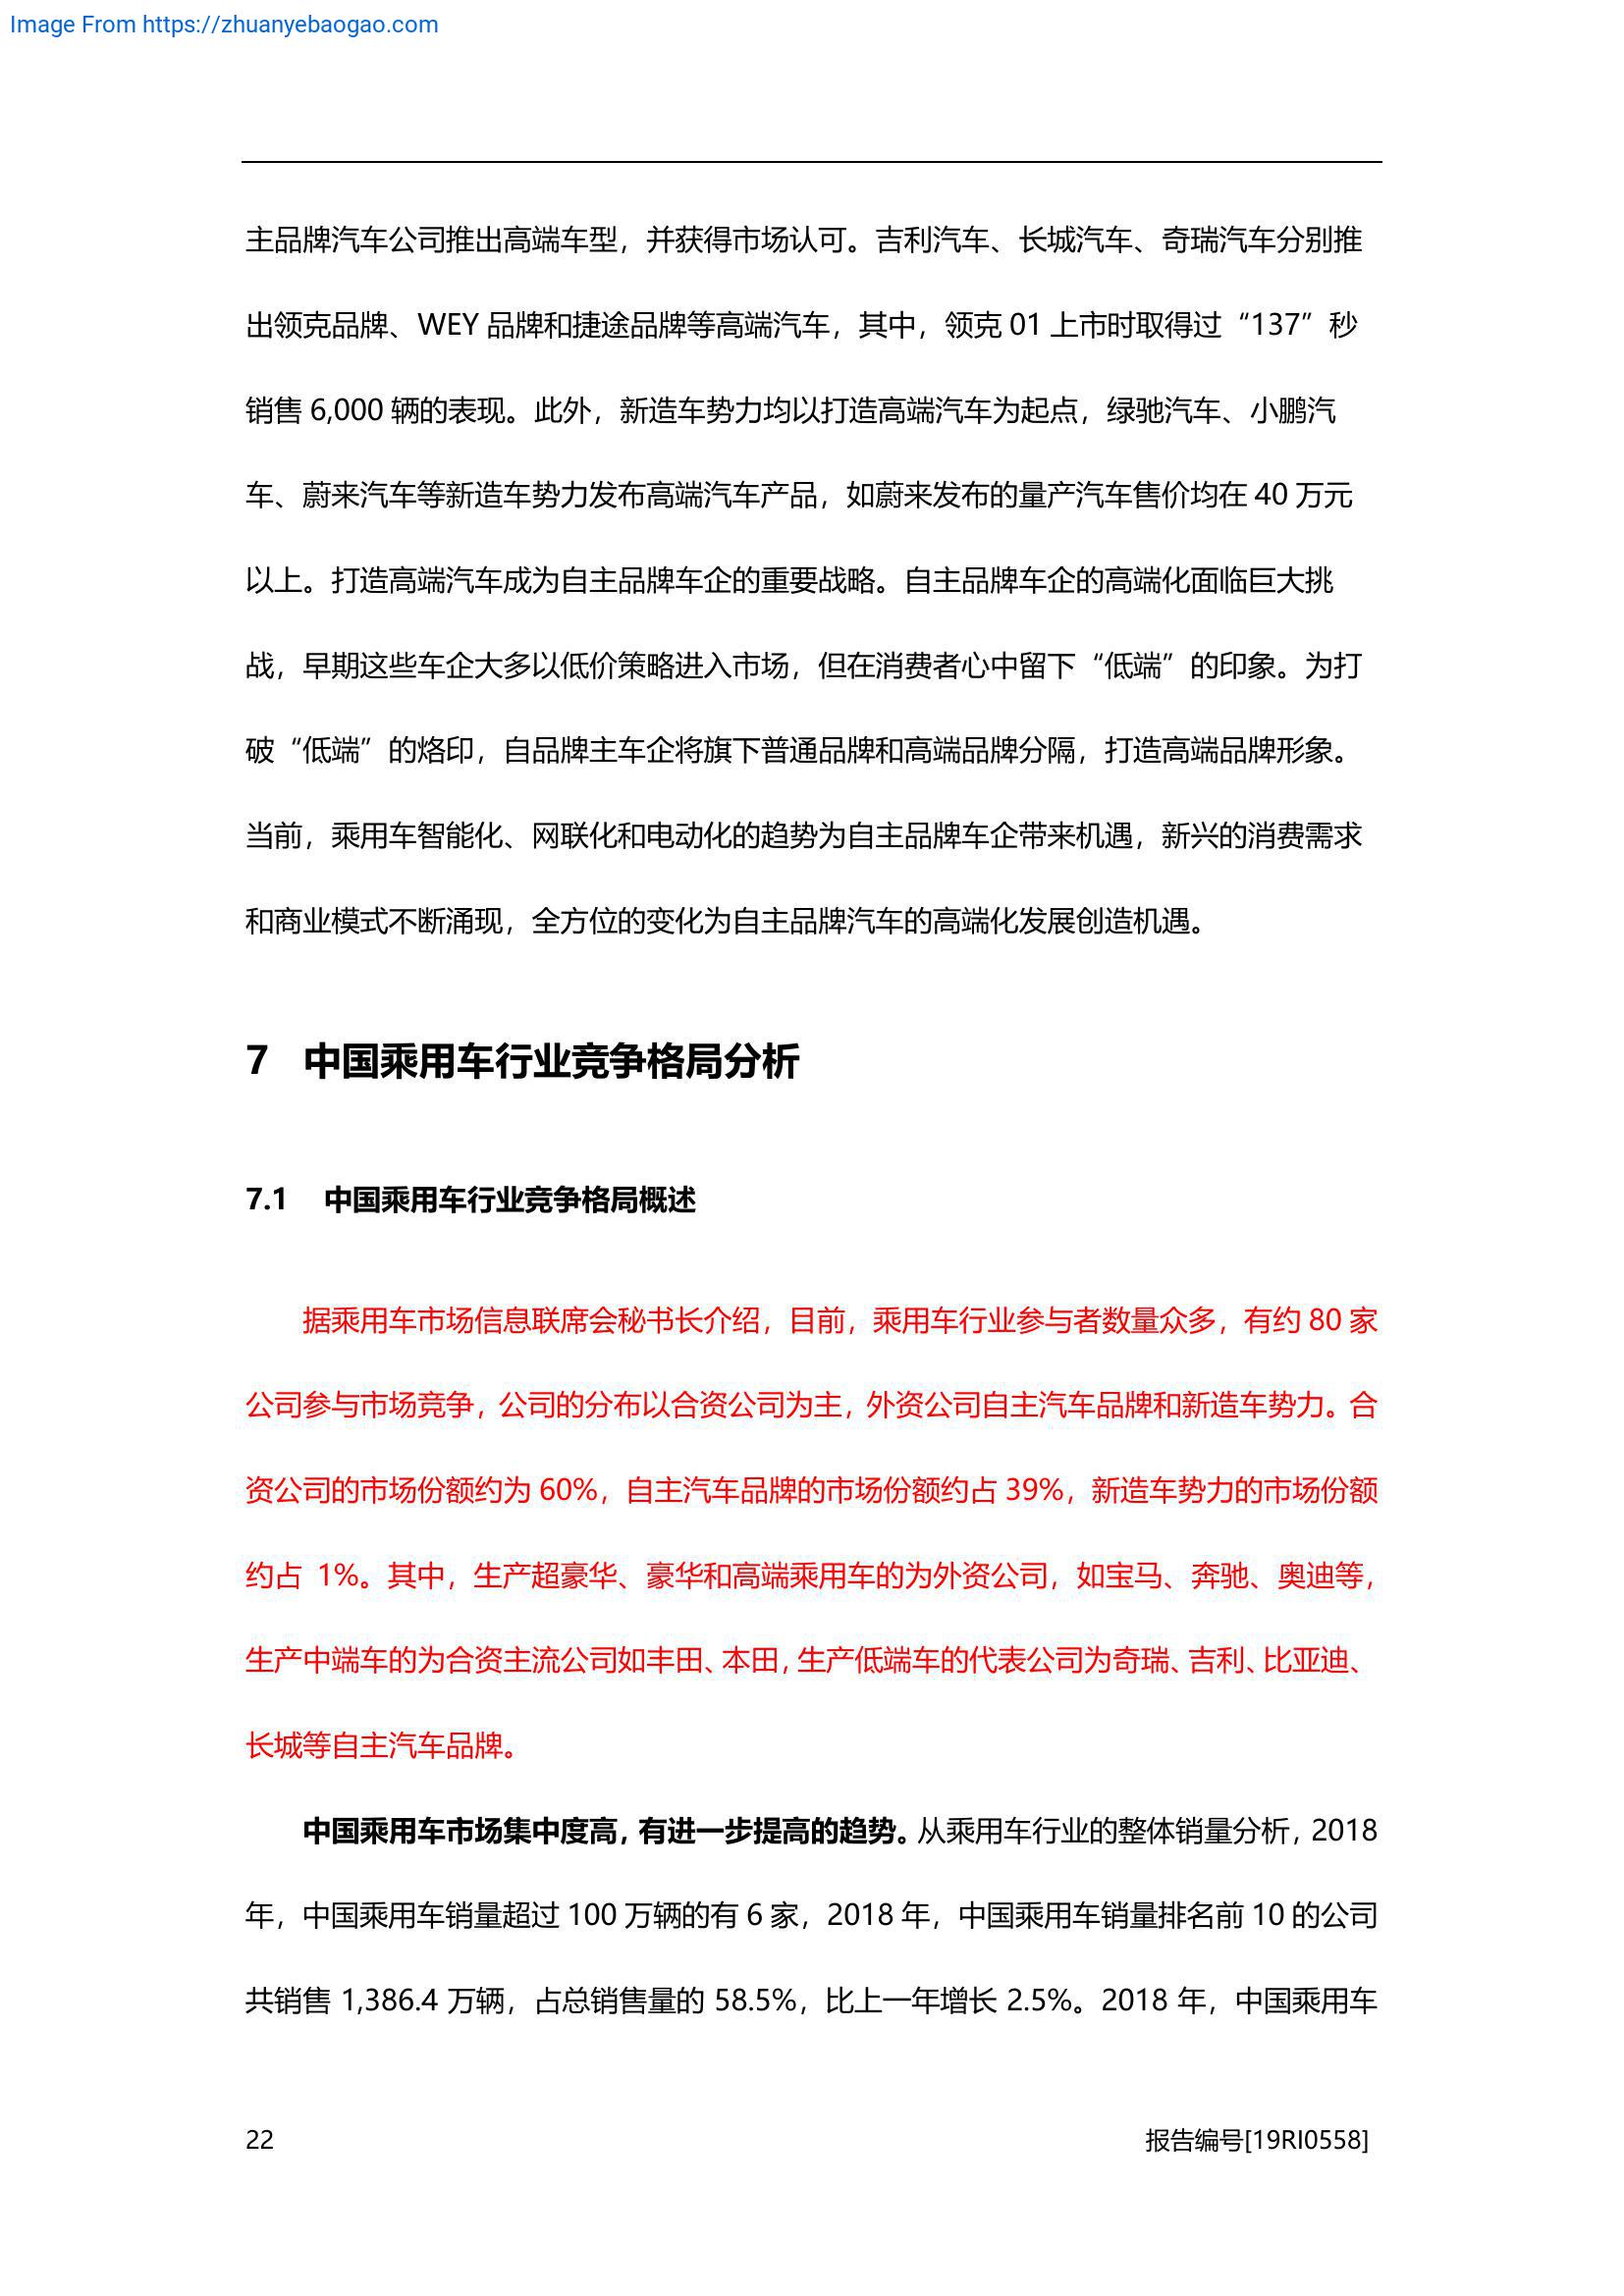 Image From https://zhuanyebaogao.com
主品牌汽车公司推出高端车型，并获得市场认可。吉利汽车、长城汽车、奇瑞汽车分别推
出领克品牌、WEY 品牌和捷途品牌等高端汽车，其中，领克 01 上市时取得过“137”秒
销售 6,000 辆的表现。此外，新造车势力均以打造高端汽车为起点，绿驰汽车、小鹏汽
车、蔚来汽车等新造车势力发布高端汽车产品，如蔚来发布的量产汽车售价均在 40 万元
以上。打造高端汽车成为自主品牌车企的重要战略。自主品牌车企的高端化面临巨大挑
战，早期这些车企大多以低价策略进入市场，但在消费者心中留下“低端”的印象。为打
破“低端”的烙印，自品牌主车企将旗下普通品牌和高端品牌分隔，打造高端品牌形象。
当前，乘用车智能化、网联化和电动化的趋势为自主品牌车企带来机遇，新兴的消费需求
和商业模式不断涌现，全方位的变化为自主品牌汽车的高端化发展创造机遇。
7 中国乘用车行业竞争格局分析
7.1 中国乘用车行业竞争格局概述
据乘用车市场信息联席会秘书长介绍，目前，乘用车行业参与者数量众多，有约 80 家
公司参与市场竞争，公司的分布以合资公司为主，外资公司自主汽车品牌和新造车势力。合
资公司的市场份额约为 60%，自主汽车品牌的市场份额约占 39%，新造车势力的市场份额
约占 1%。其中，生产超豪华、豪华和高端乘用车的为外资公司，如宝马、奔驰、奥迪等，
生产中端车的为合资主流公司如丰田、本田，生产低端车的代表公司为奇瑞、吉利、比亚迪、
长城等自主汽车品牌。
中国乘用车市场集中度高，有进一步提高的趋势。从乘用车行业的整体销量分析，2018
年，中国乘用车销量超过 100 万辆的有 6 家，2018 年，中国乘用车销量排名前 10 的公司
共销售 1,386.4 万辆，占总销售量的 58.5%，比上一年增长 2.5%。2018 年，中国乘用车
22 报告编号[19RI0558]